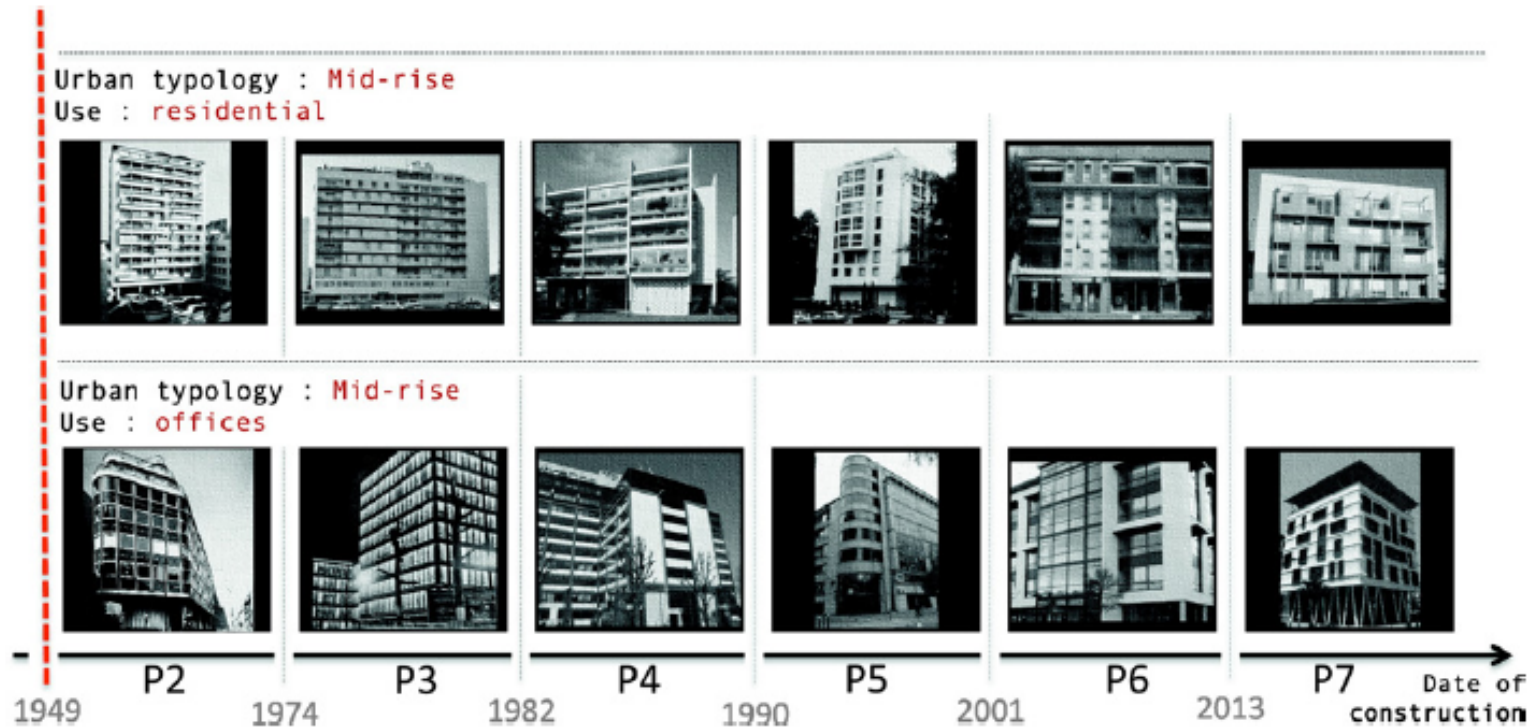 Urban typology : Mid-rise
Use : residential
Urban typology : Mid-rise
Use : offices
P2 P3 P4 P5 P6 P7 Date of
1949 1974 1982 1990 2001 2013 construction